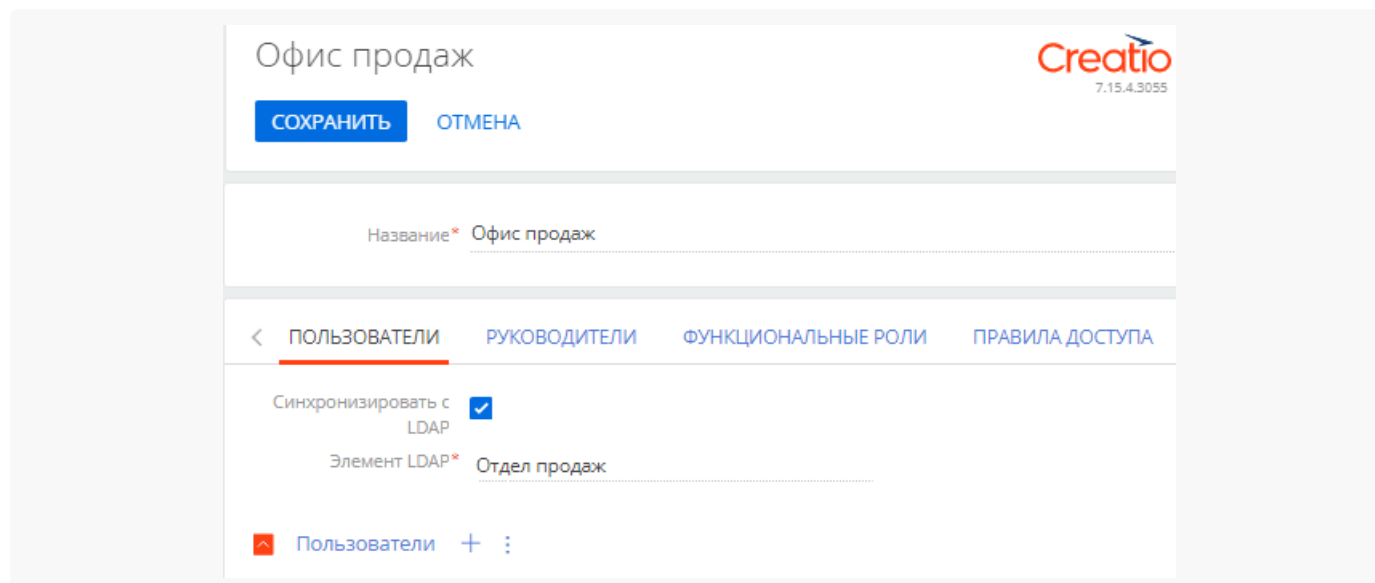 Офис продаж
Creatio
7.15.4.3055
СОХРАНИТЬ ОТМЕНА
Название* Офис продаж
ПОЛЬЗОВАТЕЛИ РУКОВОДИТЕЛИ ФУНКЦИОНАЛЬНЫЕ РОЛИ ПРАВИЛА ДОСТУПА
Синхронизировать с
LDAP
Элемент LDAP* Отдел продаж
Пользователи